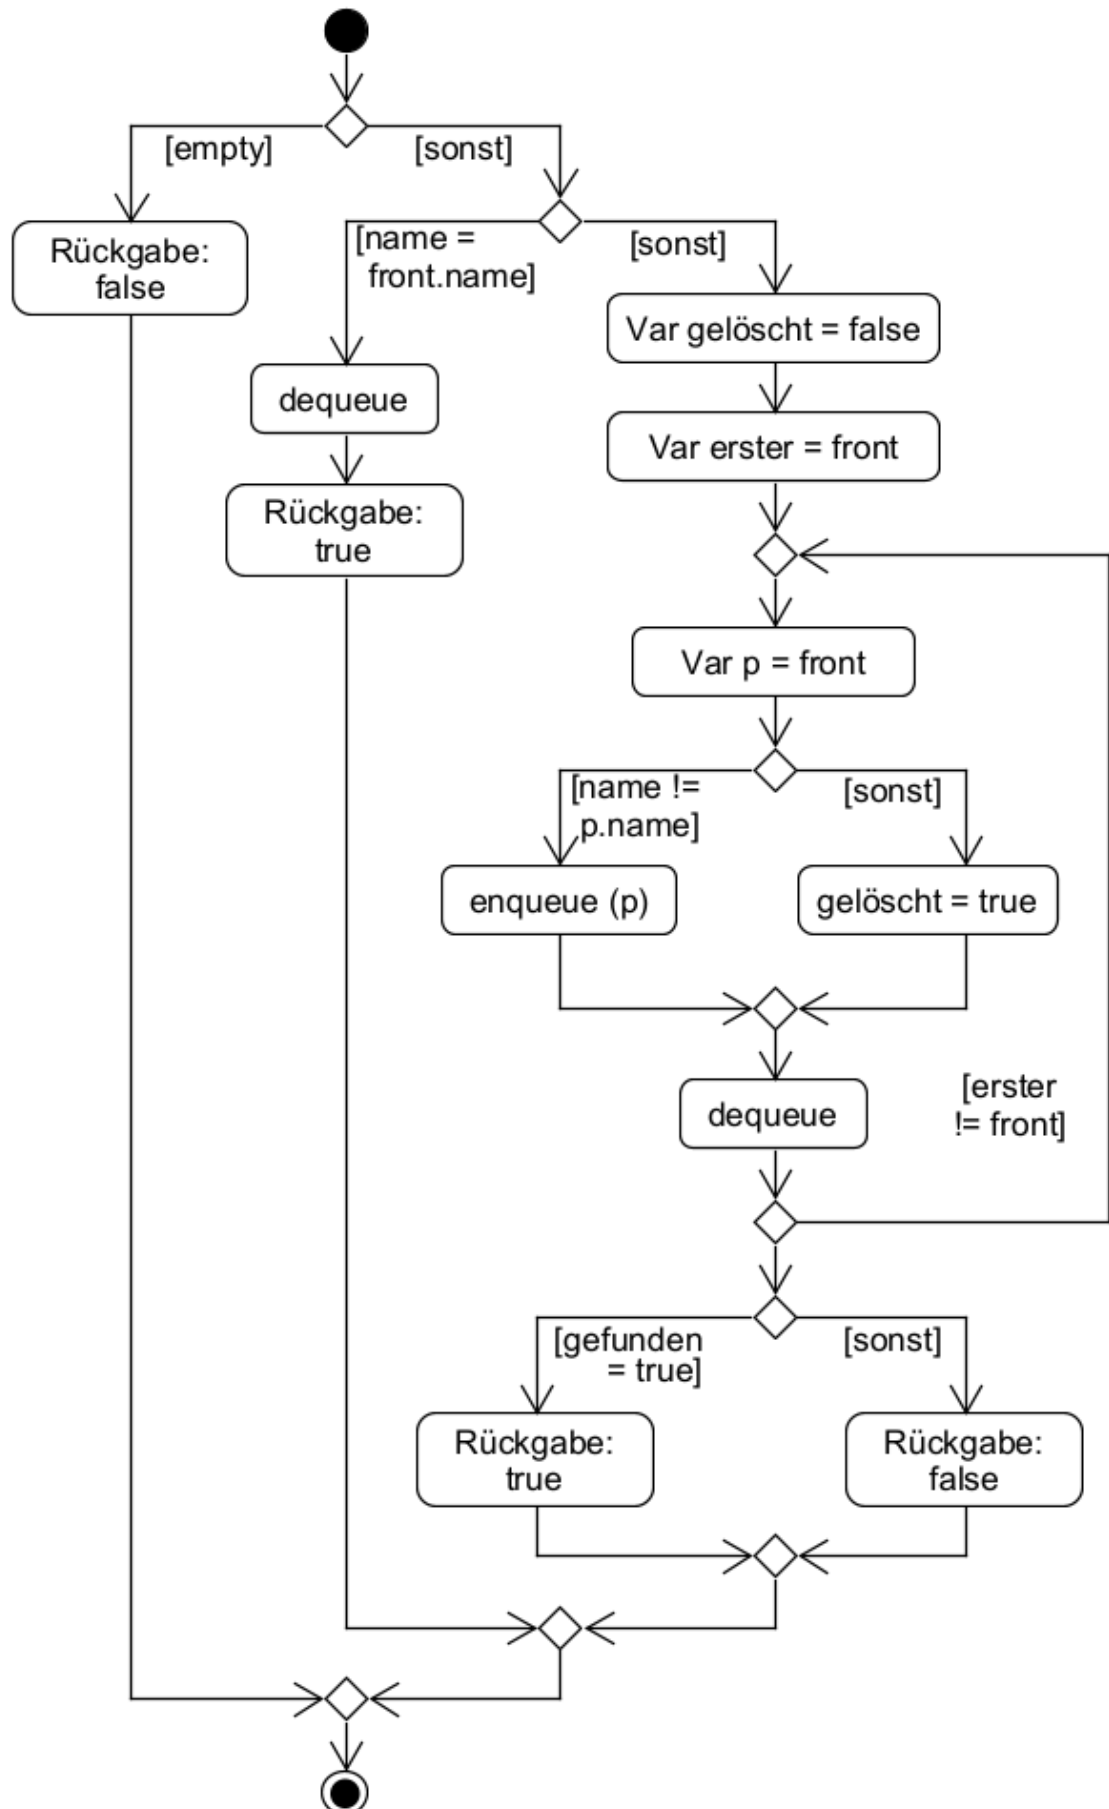 [empty]
[sonst]
Rückgabe:
false
[name =
front.name]
[sonst]
dequeue
Rückgabe:
true
Var gelöscht = false
Var erster = front
Var p = front
[name !=
p.name]
[sonst]
enqueue (p)
gelöscht = true
dequeue
[erster
!= front]
[gefunden
= true]
[sonst]
Rückgabe:
true
Rückgabe:
false